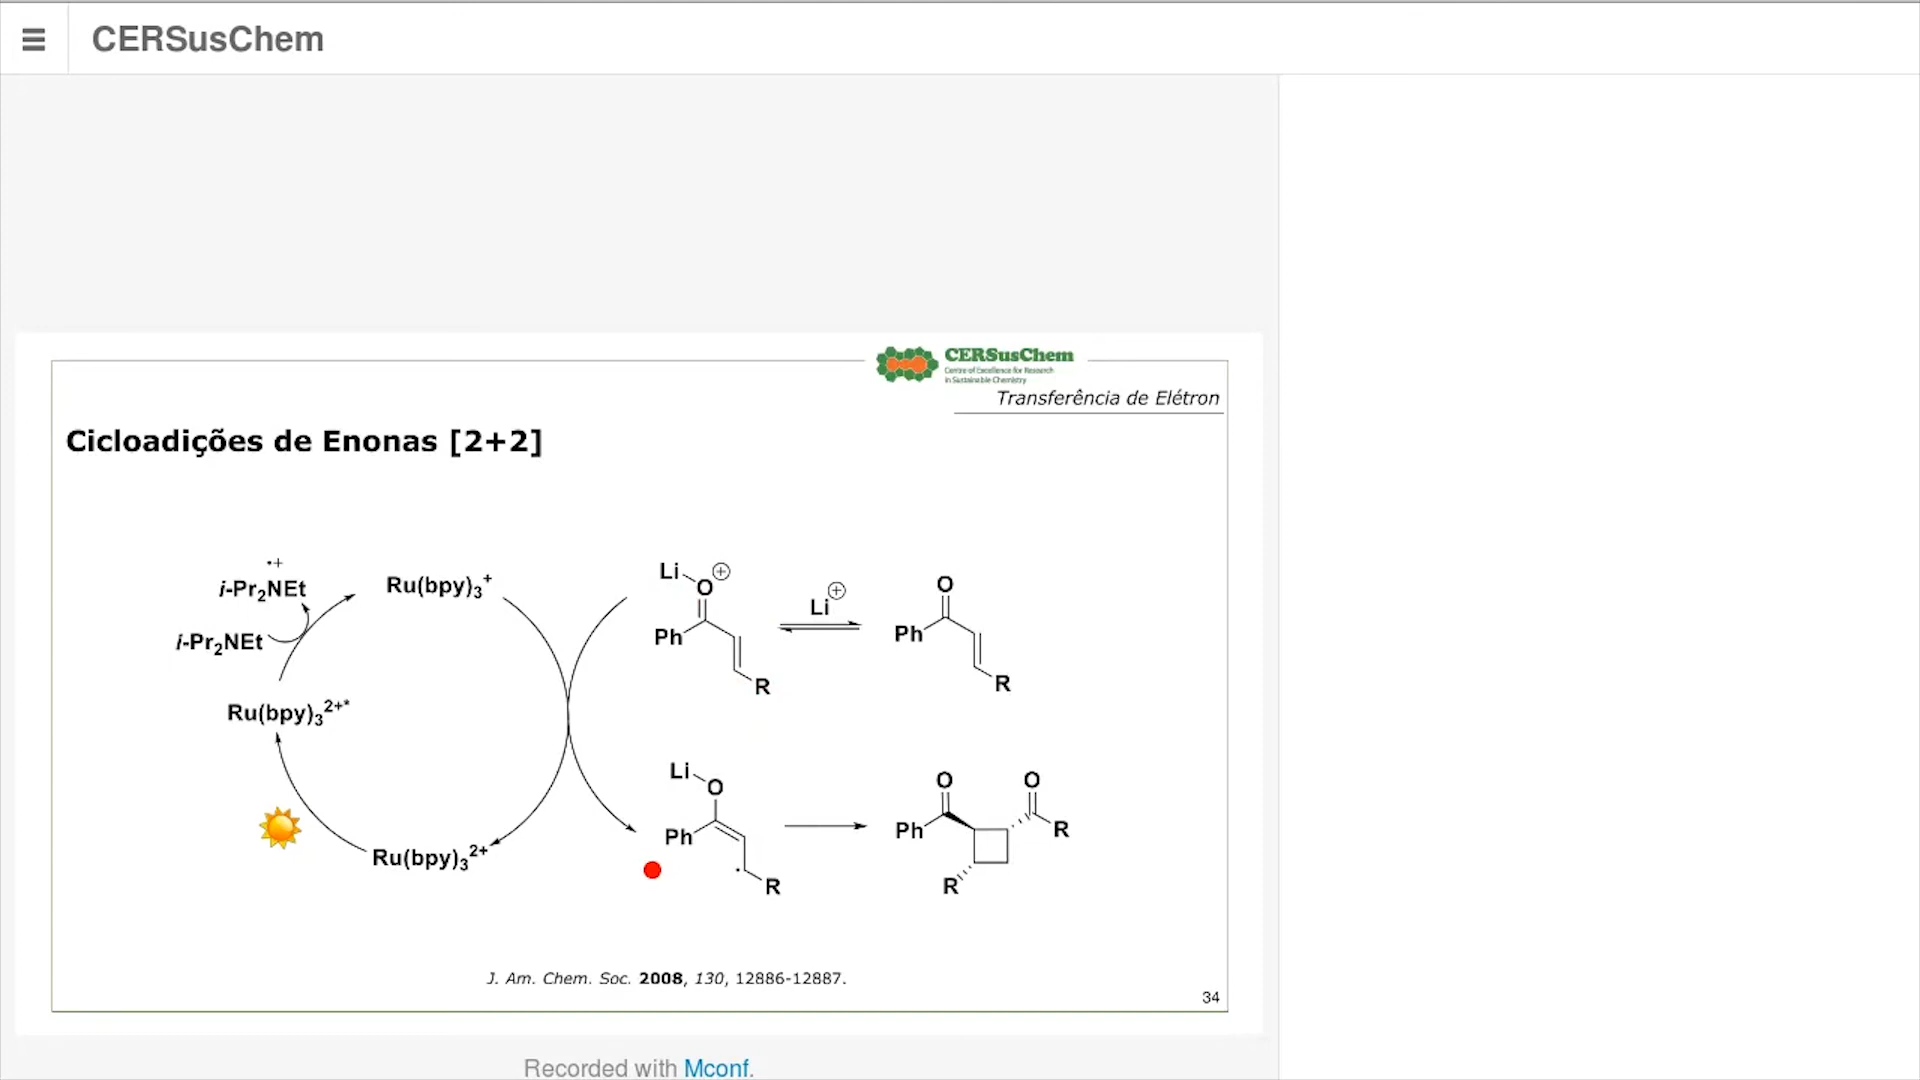 CERSusChem
CERSusChem
Centre of Excellence for Research
in Sustainable Chemistry
Transferência de Elétron
Cicloadições de Enonas [2+2]
•+
i-Pr₂NEt
i-Pr₂NEt
Ru(bpy)₃⁺
Ru(bpy)₃²⁺*
Ru(bpy)₃²⁺
Li
O
⊕
Ph
R
Li
⊕
O
Ph
R
Li
O
Ph
R
O
O
Ph
R
R
J. Am. Chem. Soc. 2008, 130, 12886-12887.
34
Recorded with Mconf.